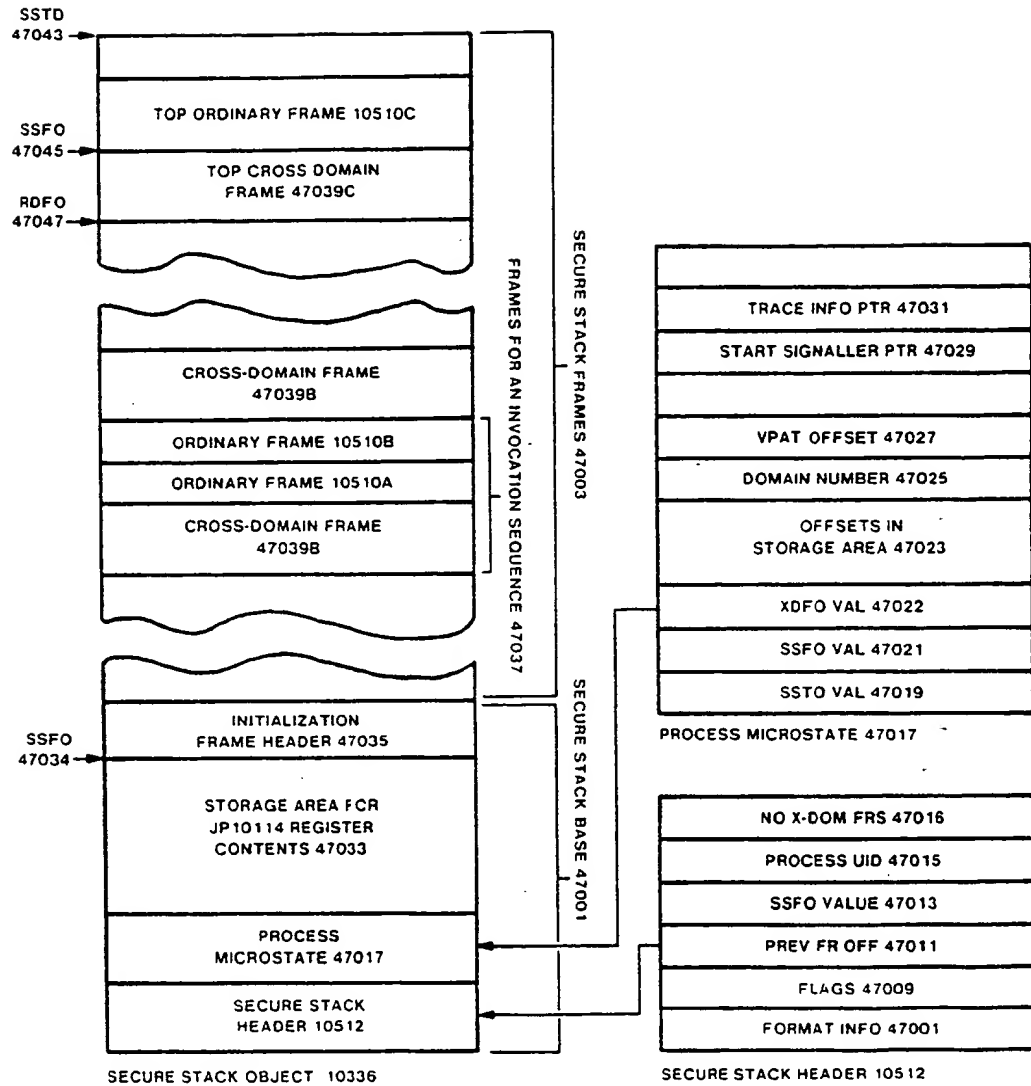 SSTD
47043
TOP ORDINARY FRAME 10510C
SSFO
47045
TOP CROSS DOMAIN
FRAME 47039C
RDFO
47047
CROSS-DOMAIN FRAME
47039B
ORDINARY FRAME 10510B
ORDINARY FRAME 10510A
CROSS-DOMAIN FRAME
47039B
INITIALIZATION
FRAME HEADER 47035
SSFO
47034
STORAGE AREA FCR
JP10114 REGISTER
CONTENTS 47033
PROCESS
MICROSTATE 47017
SECURE STACK
HEADER 10512
SECURE STACK OBJECT 10336
FRAMES FOR AN INVOCATION SEQUENCE 47037
SECURE STACK FRAMES 47003
SECURE STACK BASE 47001
TRACE INFO PTR 47031
START SIGNALLER PTR 47029
VPAT OFFSET 47027
DOMAIN NUMBER 47025
OFFSETS IN
STORAGE AREA 47023
XDFO VAL 47022
SSFO VAL 47021
SSTO VAL 47019
PROCESS MICROSTATE 47017
NO X-DOM FRS 47016
PROCESS UID 47015
SSFO VALUE 47013
PREV FR OFF 47011
FLAGS 47009
FORMAT INFO 47001
SECURE STACK HEADER 10512